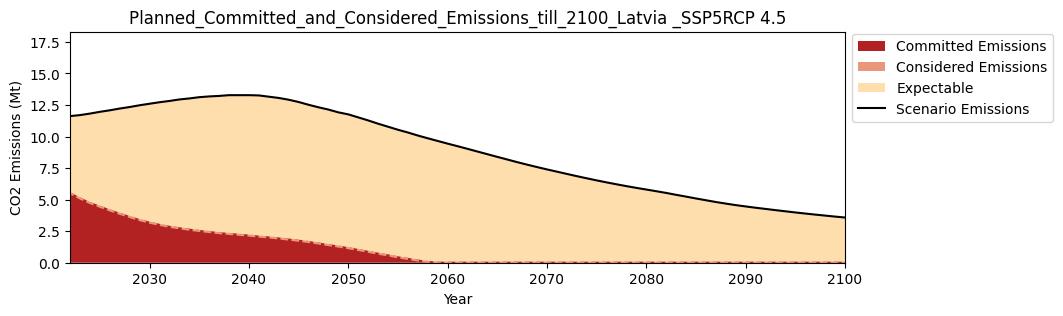 Planned_Committed_and_Considered_Emissions_till_2100_Latvia _SSP5RCP 4.5
17.5
15.0
12.5
10.0
7.5
5.0
2.5
0.0
CO2 Emissions (Mt)
2030 2040 2050 2060 2070 2080 2090 2100
Year
Committed Emissions
Considered Emissions
Expectable
Scenario Emissions